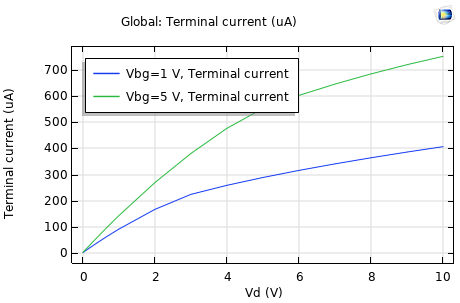 Global: Terminal current (uA)
Terminal current (uA)
700
600
500
400
300
200
100
0
Vbg=1 V, Terminal current
Vbg=5 V, Terminal current
0 2 4 6 8 10
Vd (V)